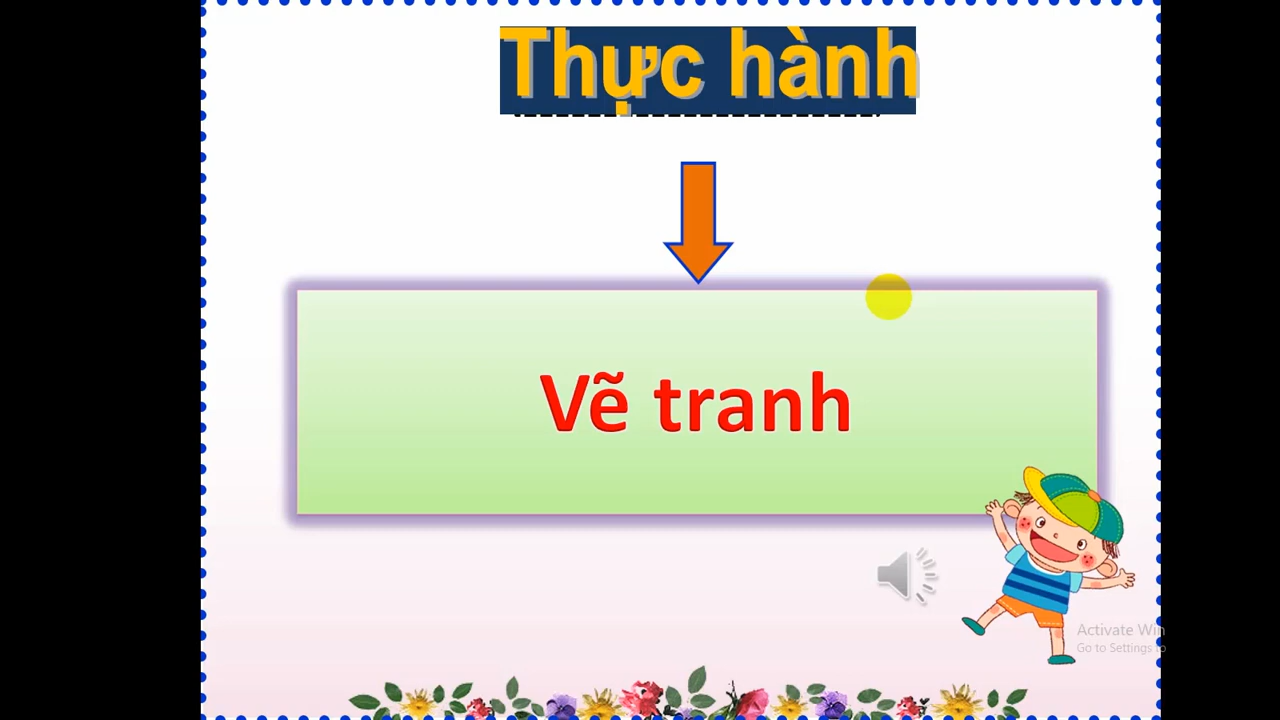 Thực hành
Vẽ tranh
Activate Win
Go to Settings to